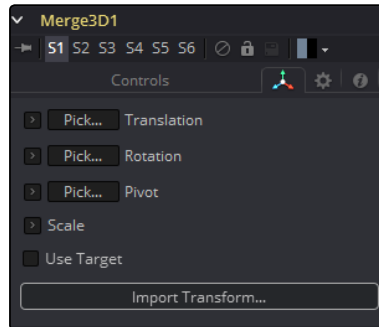 Merge3D1
S1 S2 S3 S4 S5 S6
Controls
Pick... Translation
Pick... Rotation
Pick... Pivot
Scale
Use Target
Import Transform...